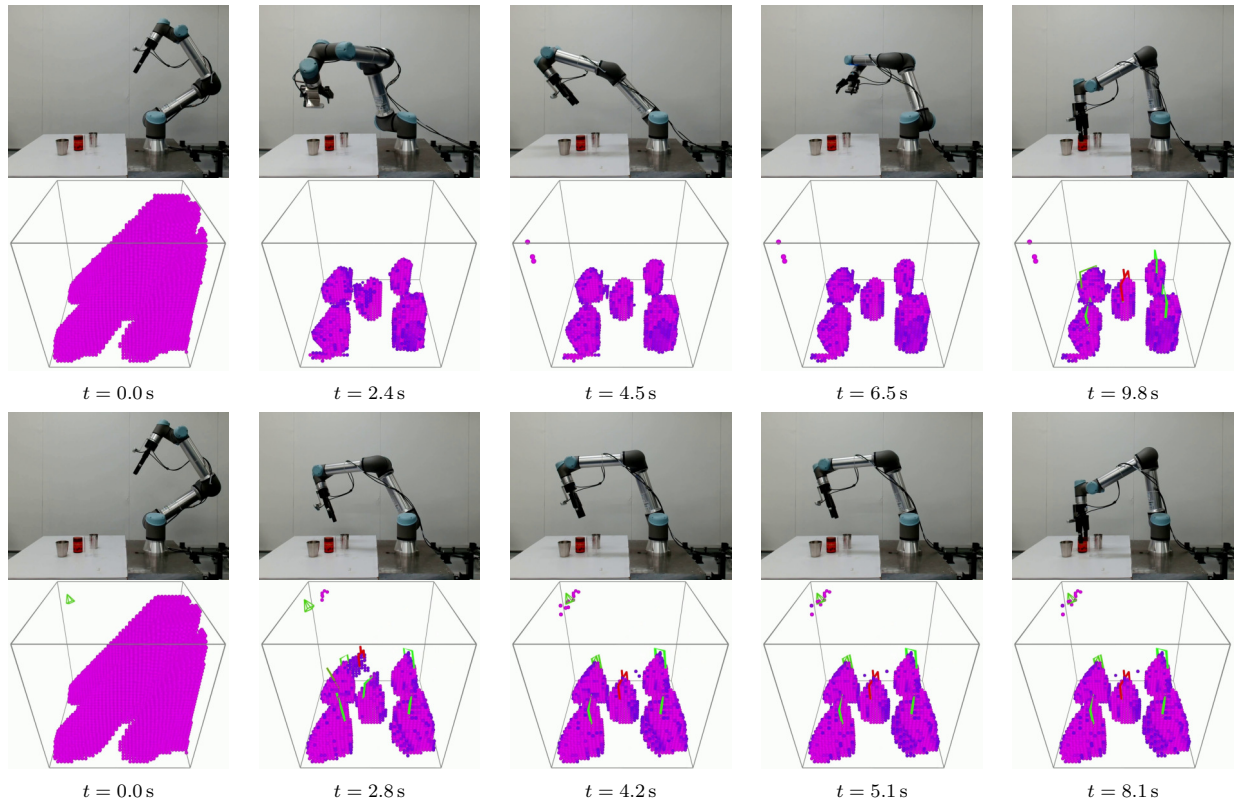 t = 0.0 s
t = 2.4 s
t = 4.5 s
t = 6.5 s
t = 9.8 s
t = 0.0 s
t = 2.8 s
t = 4.2 s
t = 5.1 s
t = 8.1 s